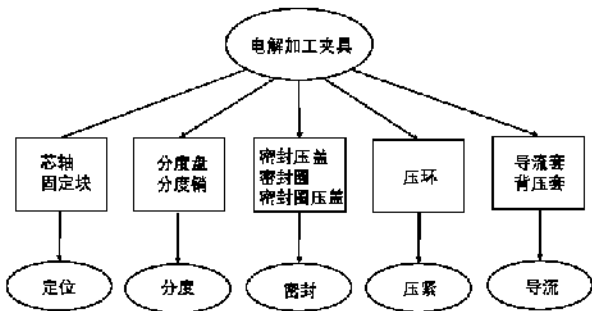 电解加工夹具
芯轴
固定块
分度盘
分度销
密封压盖
密封圈
密封圈压盖
压环
导流套
背压套
定位
分度
密封
压紧
导流